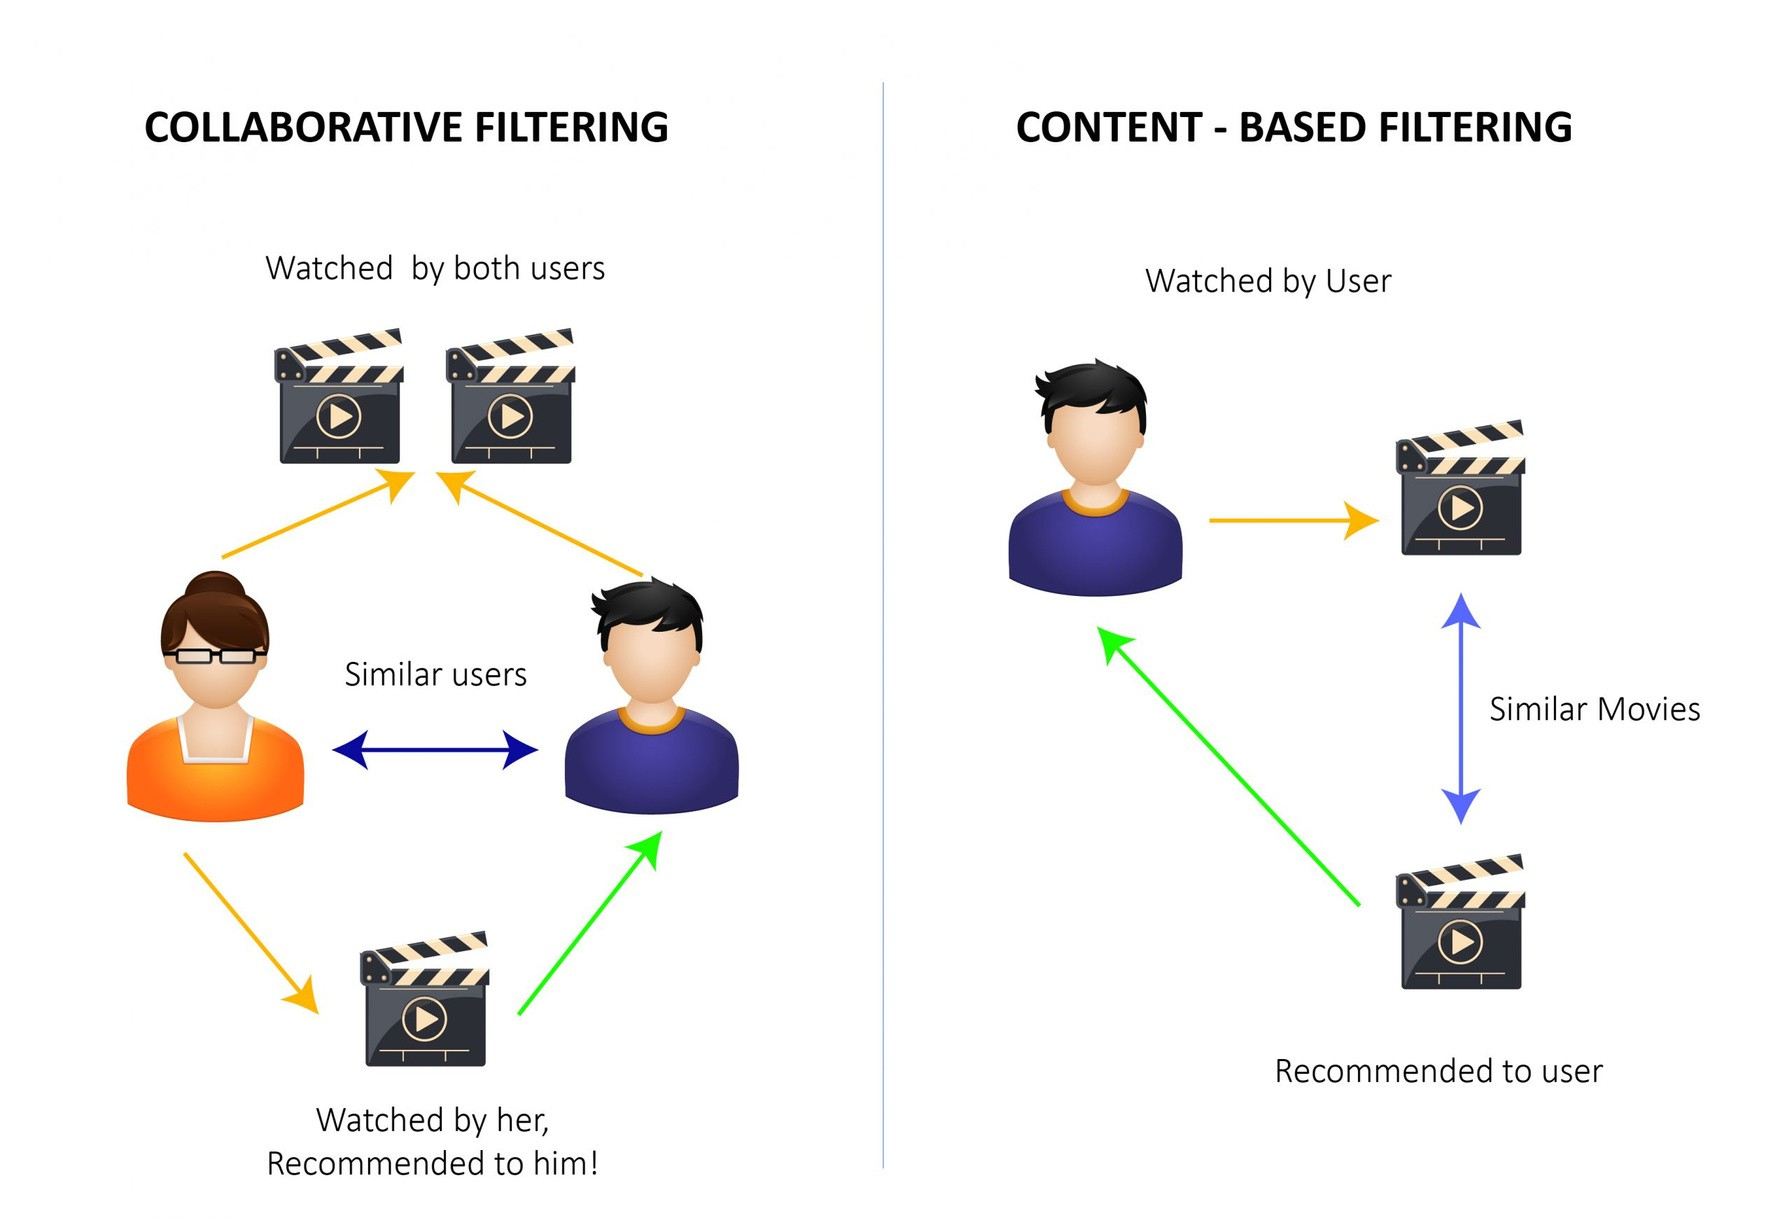 COLLABORATIVE FILTERING
Watched by both users
Similar users
Watched by her,
Recommended to him!
CONTENT - BASED FILTERING
Watched by User
Similar Movies
Recommended to user